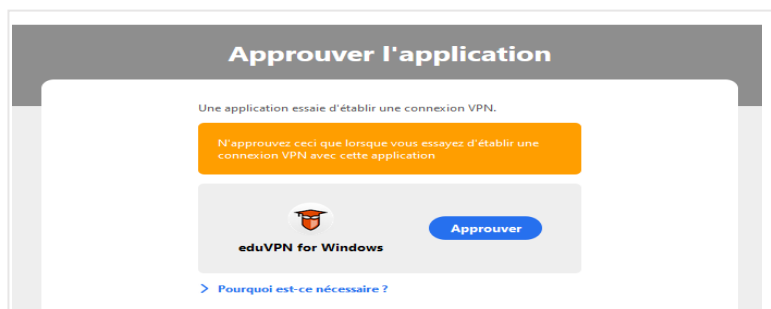 Approuver l'application
Une application essaie d'établir une connexion VPN.
N'approuvez ceci que lorsque vous essayez d'établir une
connexion VPN avec cette application
eduVPN for Windows
Approuver
> Pourquoi est-ce nécessaire ?